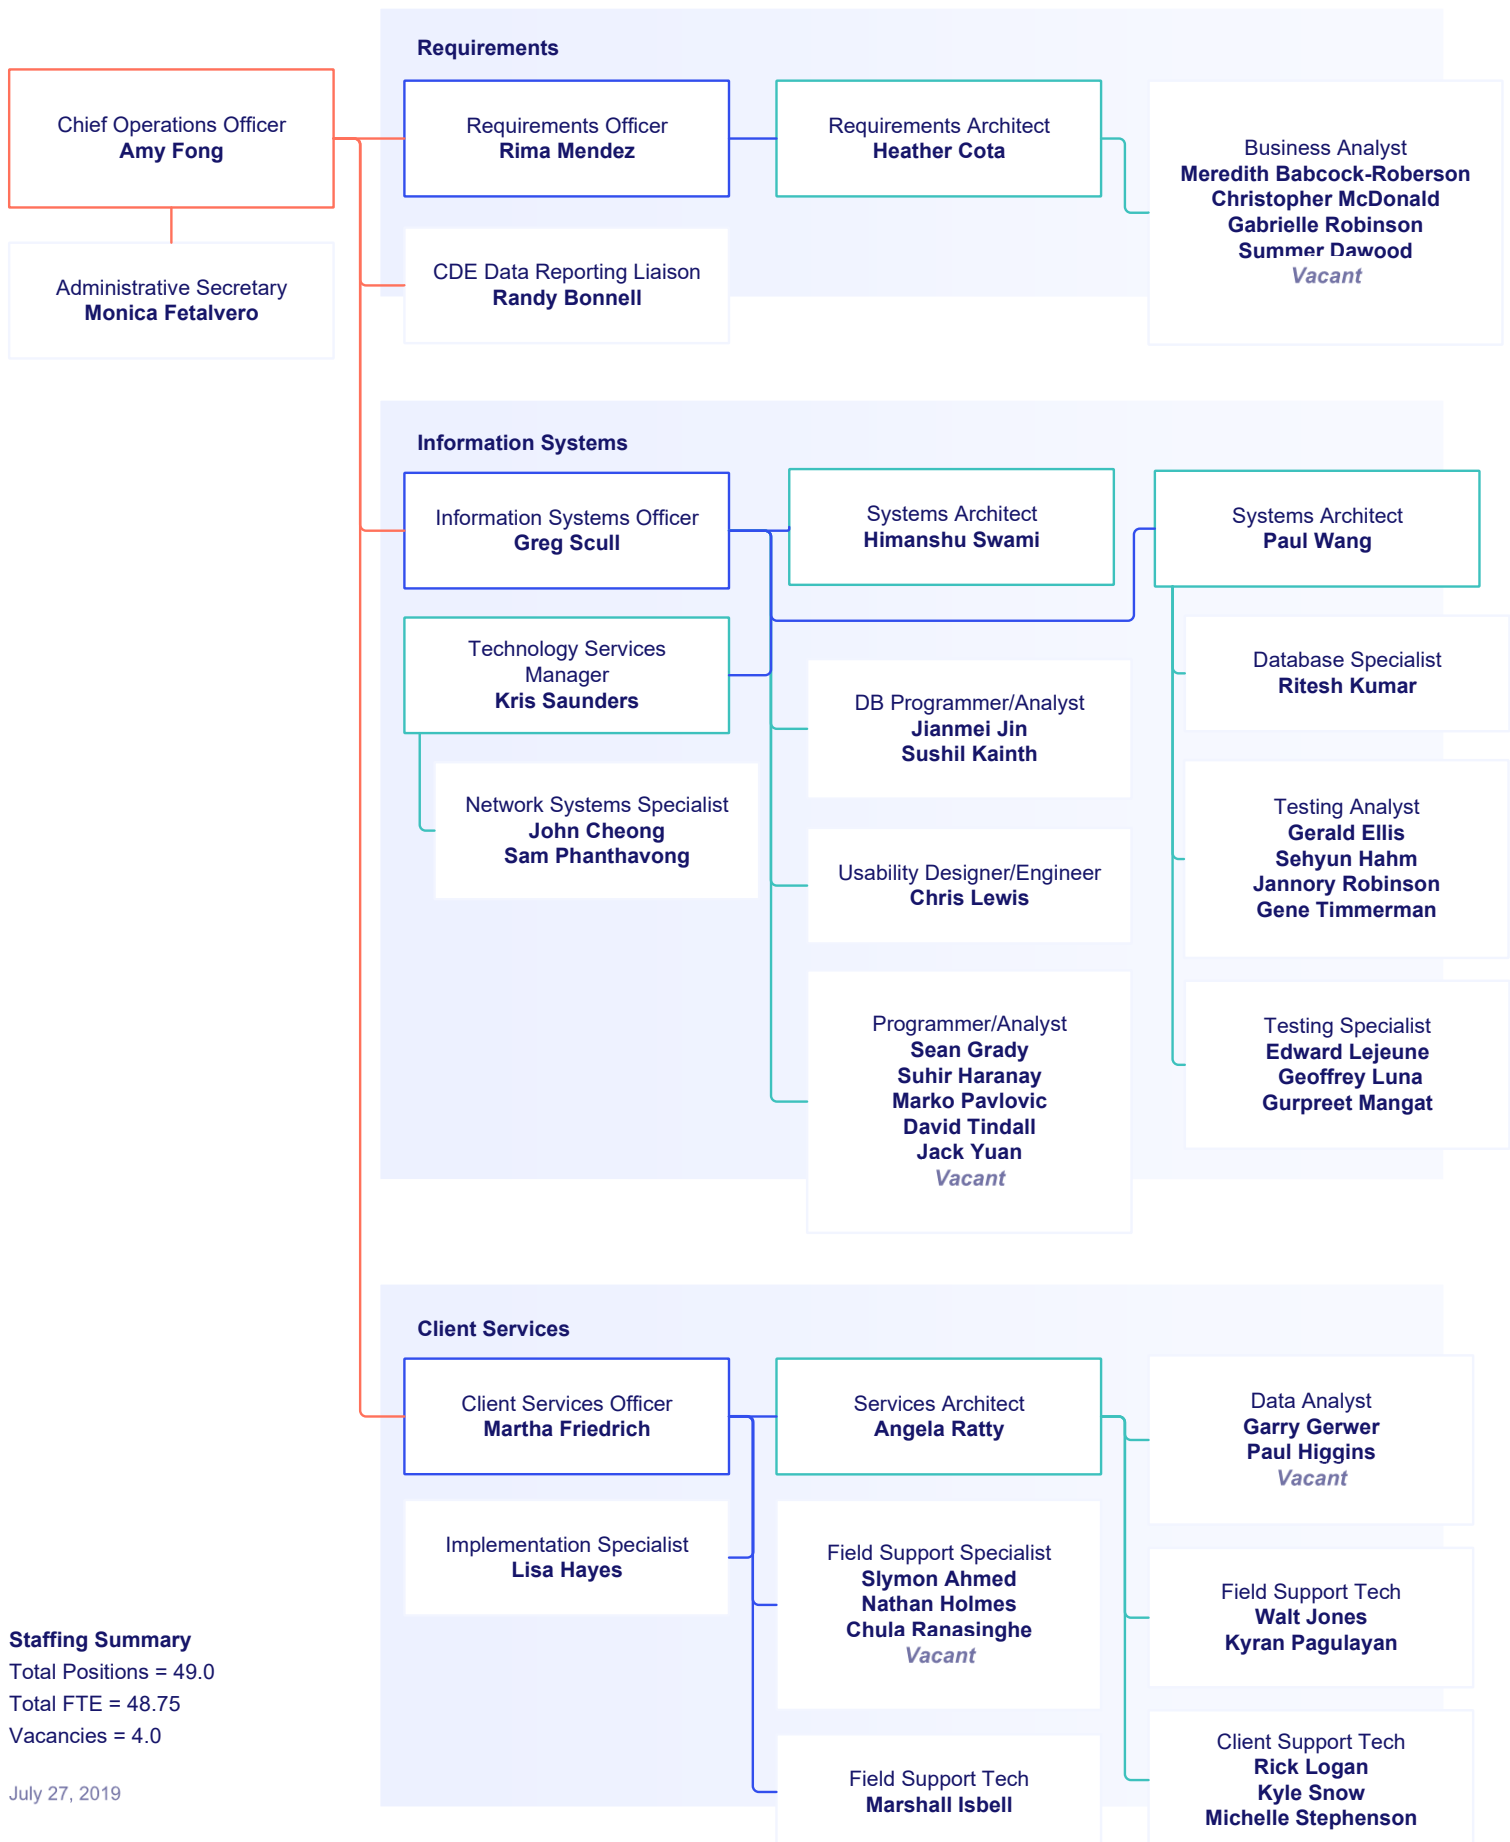 Requirements
Chief Operations Officer
Amy Fong
Administrative Secretary
Monica Fetalvero
Requirements Officer
Rima Mendez
CDE Data Reporting Liaison
Randy Bonnell
Requirements Architect
Heather Cota
Business Analyst
Meredith Babcock-Roberson
Christopher McDonald
Gabrielle Robinson
Summer Dawood
Vacant
Information Systems
Information Systems Officer
Greg Scull
Technology Services
Manager
Kris Saunders
Network Systems Specialist
John Cheong
Sam Phanthavong
Systems Architect
Himanshu Swami
DB Programmer/Analyst
Jianmei Jin
Sushil Kainth
Usability Designer/Engineer
Chris Lewis
Programmer/Analyst
Sean Grady
Suhir Haranay
Marko Pavlovic
David Tindall
Jack Yuan
Vacant
Systems Architect
Paul Wang
Database Specialist
Ritesh Kumar
Testing Analyst
Gerald Ellis
Sehyun Hahm
Jannory Robinson
Gene Timmerman
Testing Specialist
Edward Lejeune
Geoffrey Luna
Gurpreet Mangat
Client Services
Client Services Officer
Martha Friedrich
Implementation Specialist
Lisa Hayes
Services Architect
Angela Ratty
Field Support Specialist
Slymon Ahmed
Nathan Holmes
Chula Ranasinghe
Vacant
Field Support Tech
Marshall Isbell
Data Analyst
Garry Gerwer
Paul Higgins
Vacant
Field Support Tech
Walt Jones
Kyran Pagulayan
Client Support Tech
Rick Logan
Kyle Snow
Michelle Stephenson
Staffing Summary
Total Positions = 49.0
Total FTE = 48.75
Vacancies = 4.0
July 27, 2019